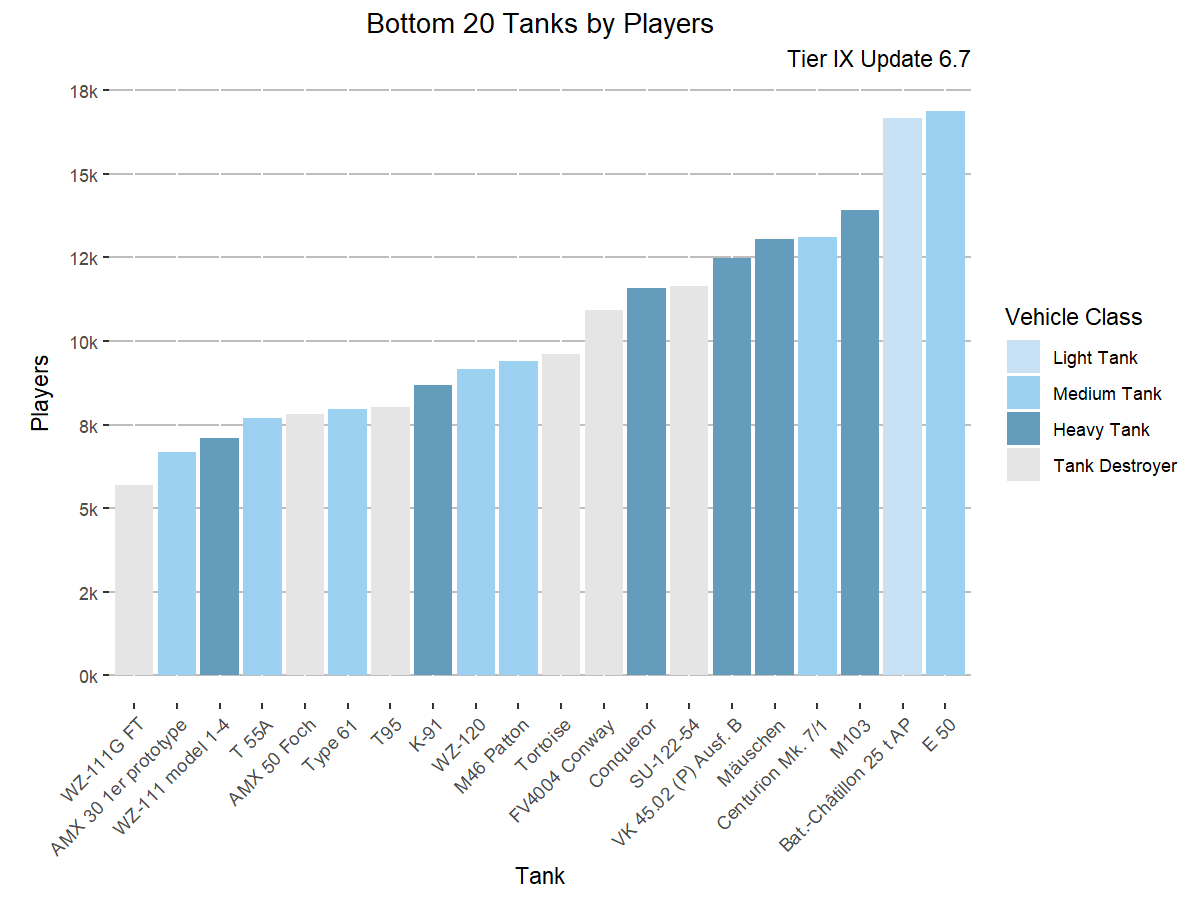 Bottom 20 Tanks by Players
Tier IX Update 6.7
18k
15k
12k
10k
8k
5k
2k
0k
Players
WZ-111G FT
AMX 30 1er prototype
WZ-111 model 1-4
T 55A
AMX 50 Foch
Type 61
T95
K-91
WZ-120
M46 Patton
Tortoise
FV4004 Conway
Conqueror
SU-122-54
VK 45.02 (P) Ausf. B
Mäuschen
Centurion Mk. 7/1
M103
Bat.-Châtillon 25 t AP
E 50
Tank
Vehicle Class
Light Tank
Medium Tank
Heavy Tank
Tank Destroyer